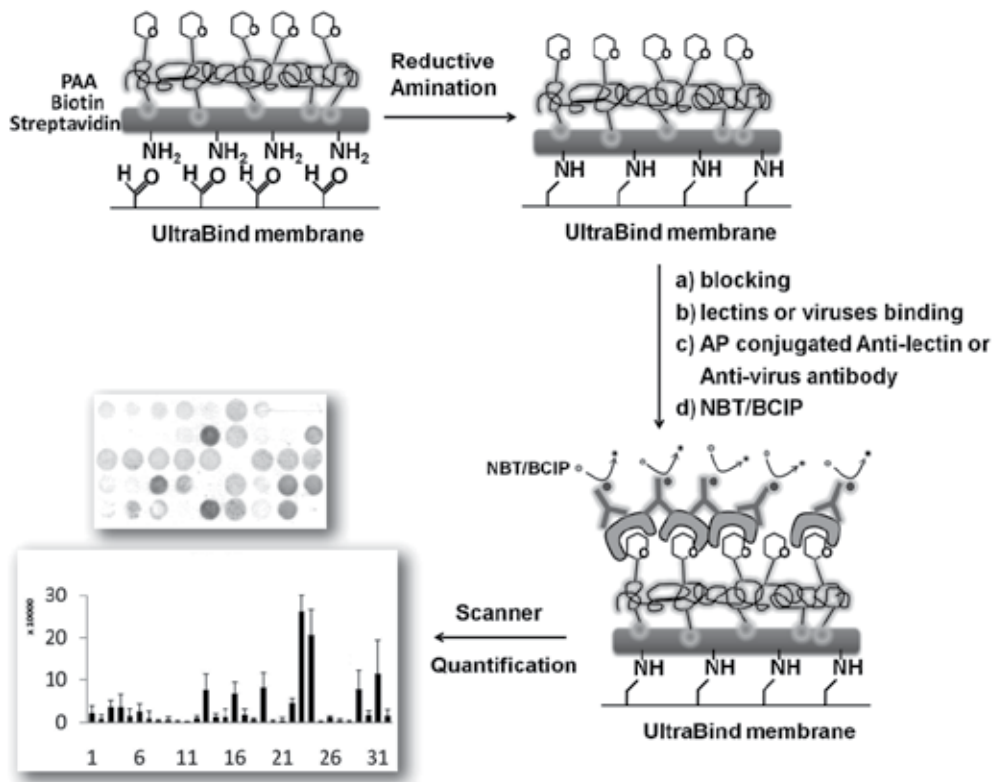 PAA
Biotin
Streptavidin
NH₂ NH₂ NH₂ NH₂
H O H O H O H O
UltraBind membrane
Reductive
Amination
NH NH NH NH
UltraBind membrane
a) blocking
b) lectins or viruses binding
c) AP conjugated Anti-lectin or
Anti-virus antibody
d) NBT/BCIP
NBT/BCIP
NH NH NH NH
UltraBind membrane
Scanner
Quantification
x 10000
30
20
10
0
1 6 11 16 21 26 31